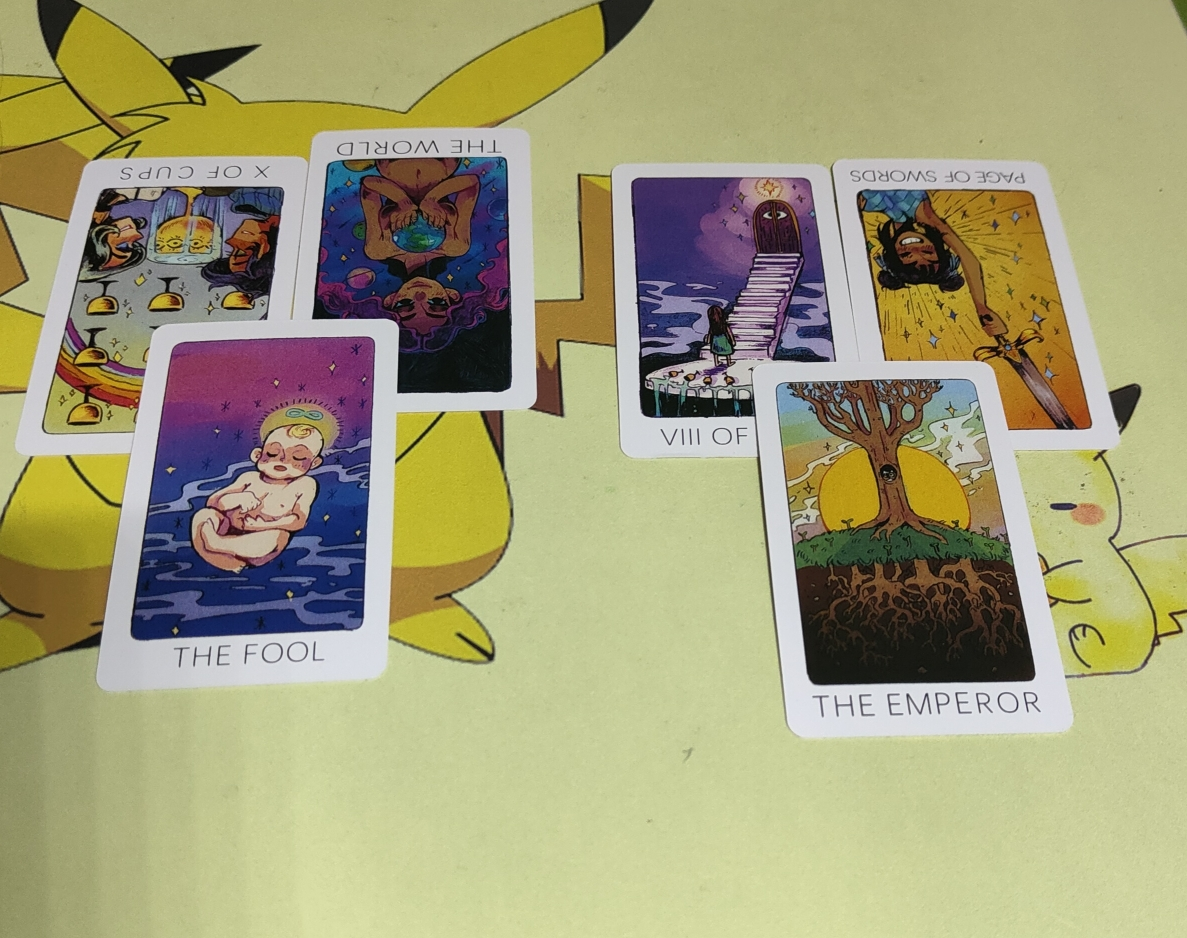 X OF CUPS
THE WORLD
VIII OF
PAGE OF SWORDS
THE FOOL
THE EMPEROR